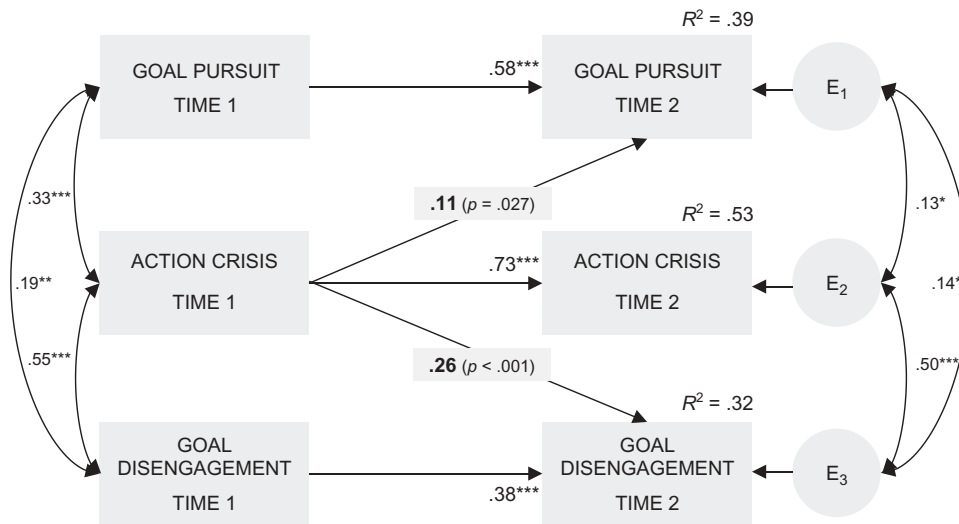 R² = .39
GOAL PURSUIT
TIME 1
.58***
GOAL PURSUIT
TIME 2
E₁
.33***
.11 (p = .027)
.13*
R² = .53
ACTION CRISIS
TIME 1
.73***
ACTION CRISIS
TIME 2
E₂
.19**
.14*
.55***
.26 (p < .001)
.50***
R² = .32
GOAL
DISENGAGEMENT
TIME 1
.38***
GOAL
DISENGAGEMENT
TIME 2
E₃